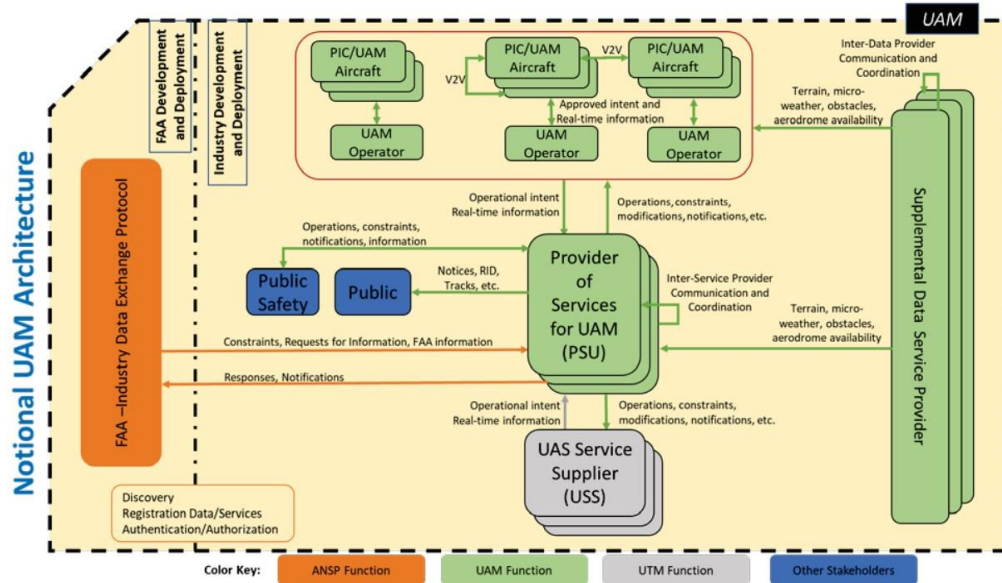 UAM
Notional UAM Architecture
FAA Development
and Deployment
Industry Development
and Deployment
PIC/UAM
Aircraft
PIC/UAM
Aircraft
PIC/UAM
Aircraft
V2V
V2V
Approved intent and
Real-time information
UAM
Operator
UAM
Operator
UAM
Operator
Inter-Data Provider
Communication and
Coordination
Terrain, micro-
weather, obstacles,
aerodrome availability
Supplemental Data Service Provider
FAA –Industry Data Exchange Protocol
Operational intent
Real-time information
Operations, constraints,
modifications, notifications, etc.
Operations, constraints,
notifications, information
Public
Safety
Public
Notices, RID,
Tracks, etc.
Provider
of
Services
for UAM
(PSU)
Inter-Service Provider
Communication and
Coordination
Terrain, micro-
weather, obstacles,
aerodrome availability
Constraints, Requests for Information, FAA information
Responses, Notifications
Operational intent
Real-time information
Operations, constraints,
modifications, notifications, etc.
UAS Service
Supplier
(USS)
Discovery
Registration Data/Services
Authentication/Authorization
Color Key:
ANSP Function
UAM Function
UTM Function
Other Stakeholders